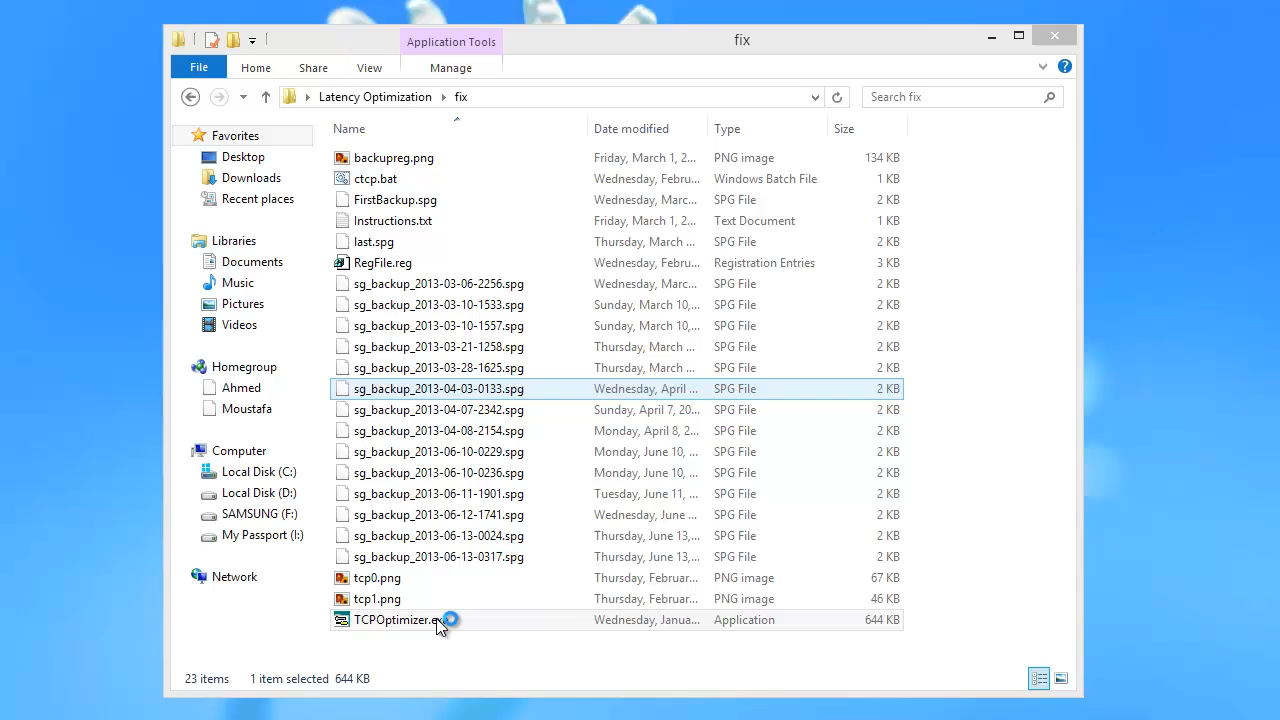 Application Tools
fix
File
Home
Share
View
Manage
Latency Optimization
fix
Search fix
Name
Date modified
Type
Size
Favorites
Desktop
Downloads
Recent places
Libraries
Documents
Music
Pictures
Videos
Homegroup
Ahmed
Moustafa
Computer
Local Disk (C:)
Local Disk (D:)
SAMSUNG (F:)
My Passport (I:)
Network
backupreg.png Friday, March 1, 2... PNG image 134 KB
ctcp.bat Wednesday, Febru... Windows Batch File 1 KB
FirstBackup.spg Wednesday, Marc... SPG File 2 KB
Instructions.txt Friday, March 1, 2... Text Document 1 KB
last.spg Thursday, March ... SPG File 2 KB
RegFile.reg Wednesday, Febru... Registration Entries 3 KB
sg_backup_2013-03-06-2256.spg Wednesday, Marc... SPG File 2 KB
sg_backup_2013-03-10-1533.spg Sunday, March 10,... SPG File 2 KB
sg_backup_2013-03-10-1557.spg Sunday, March 10,... SPG File 2 KB
sg_backup_2013-03-21-1258.spg Thursday, March ... SPG File 2 KB
sg_backup_2013-03-28-1625.spg Thursday, March ... SPG File 2 KB
sg_backup_2013-04-03-0133.spg Wednesday, April ... SPG File 2 KB
sg_backup_2013-04-07-2342.spg Sunday, April 7, 20... SPG File 2 KB
sg_backup_2013-04-08-2154.spg Monday, April 8, 2... SPG File 2 KB
sg_backup_2013-06-10-0229.spg Monday, June 10, ... SPG File 2 KB
sg_backup_2013-06-10-0236.spg Monday, June 10, ... SPG File 2 KB
sg_backup_2013-06-11-1901.spg Tuesday, June 11, ... SPG File 2 KB
sg_backup_2013-06-12-1741.spg Wednesday, June ... SPG File 2 KB
sg_backup_2013-06-13-0024.spg Thursday, June 13,... SPG File 2 KB
sg_backup_2013-06-13-0317.spg Thursday, June 13,... SPG File 2 KB
tcp0.png Thursday, Februar... PNG image 67 KB
tcp1.png Thursday, Februar... PNG image 46 KB
TCPOptimizer.e Wednesday, Janua... Application 644 KB
23 items 1 item selected 644 KB